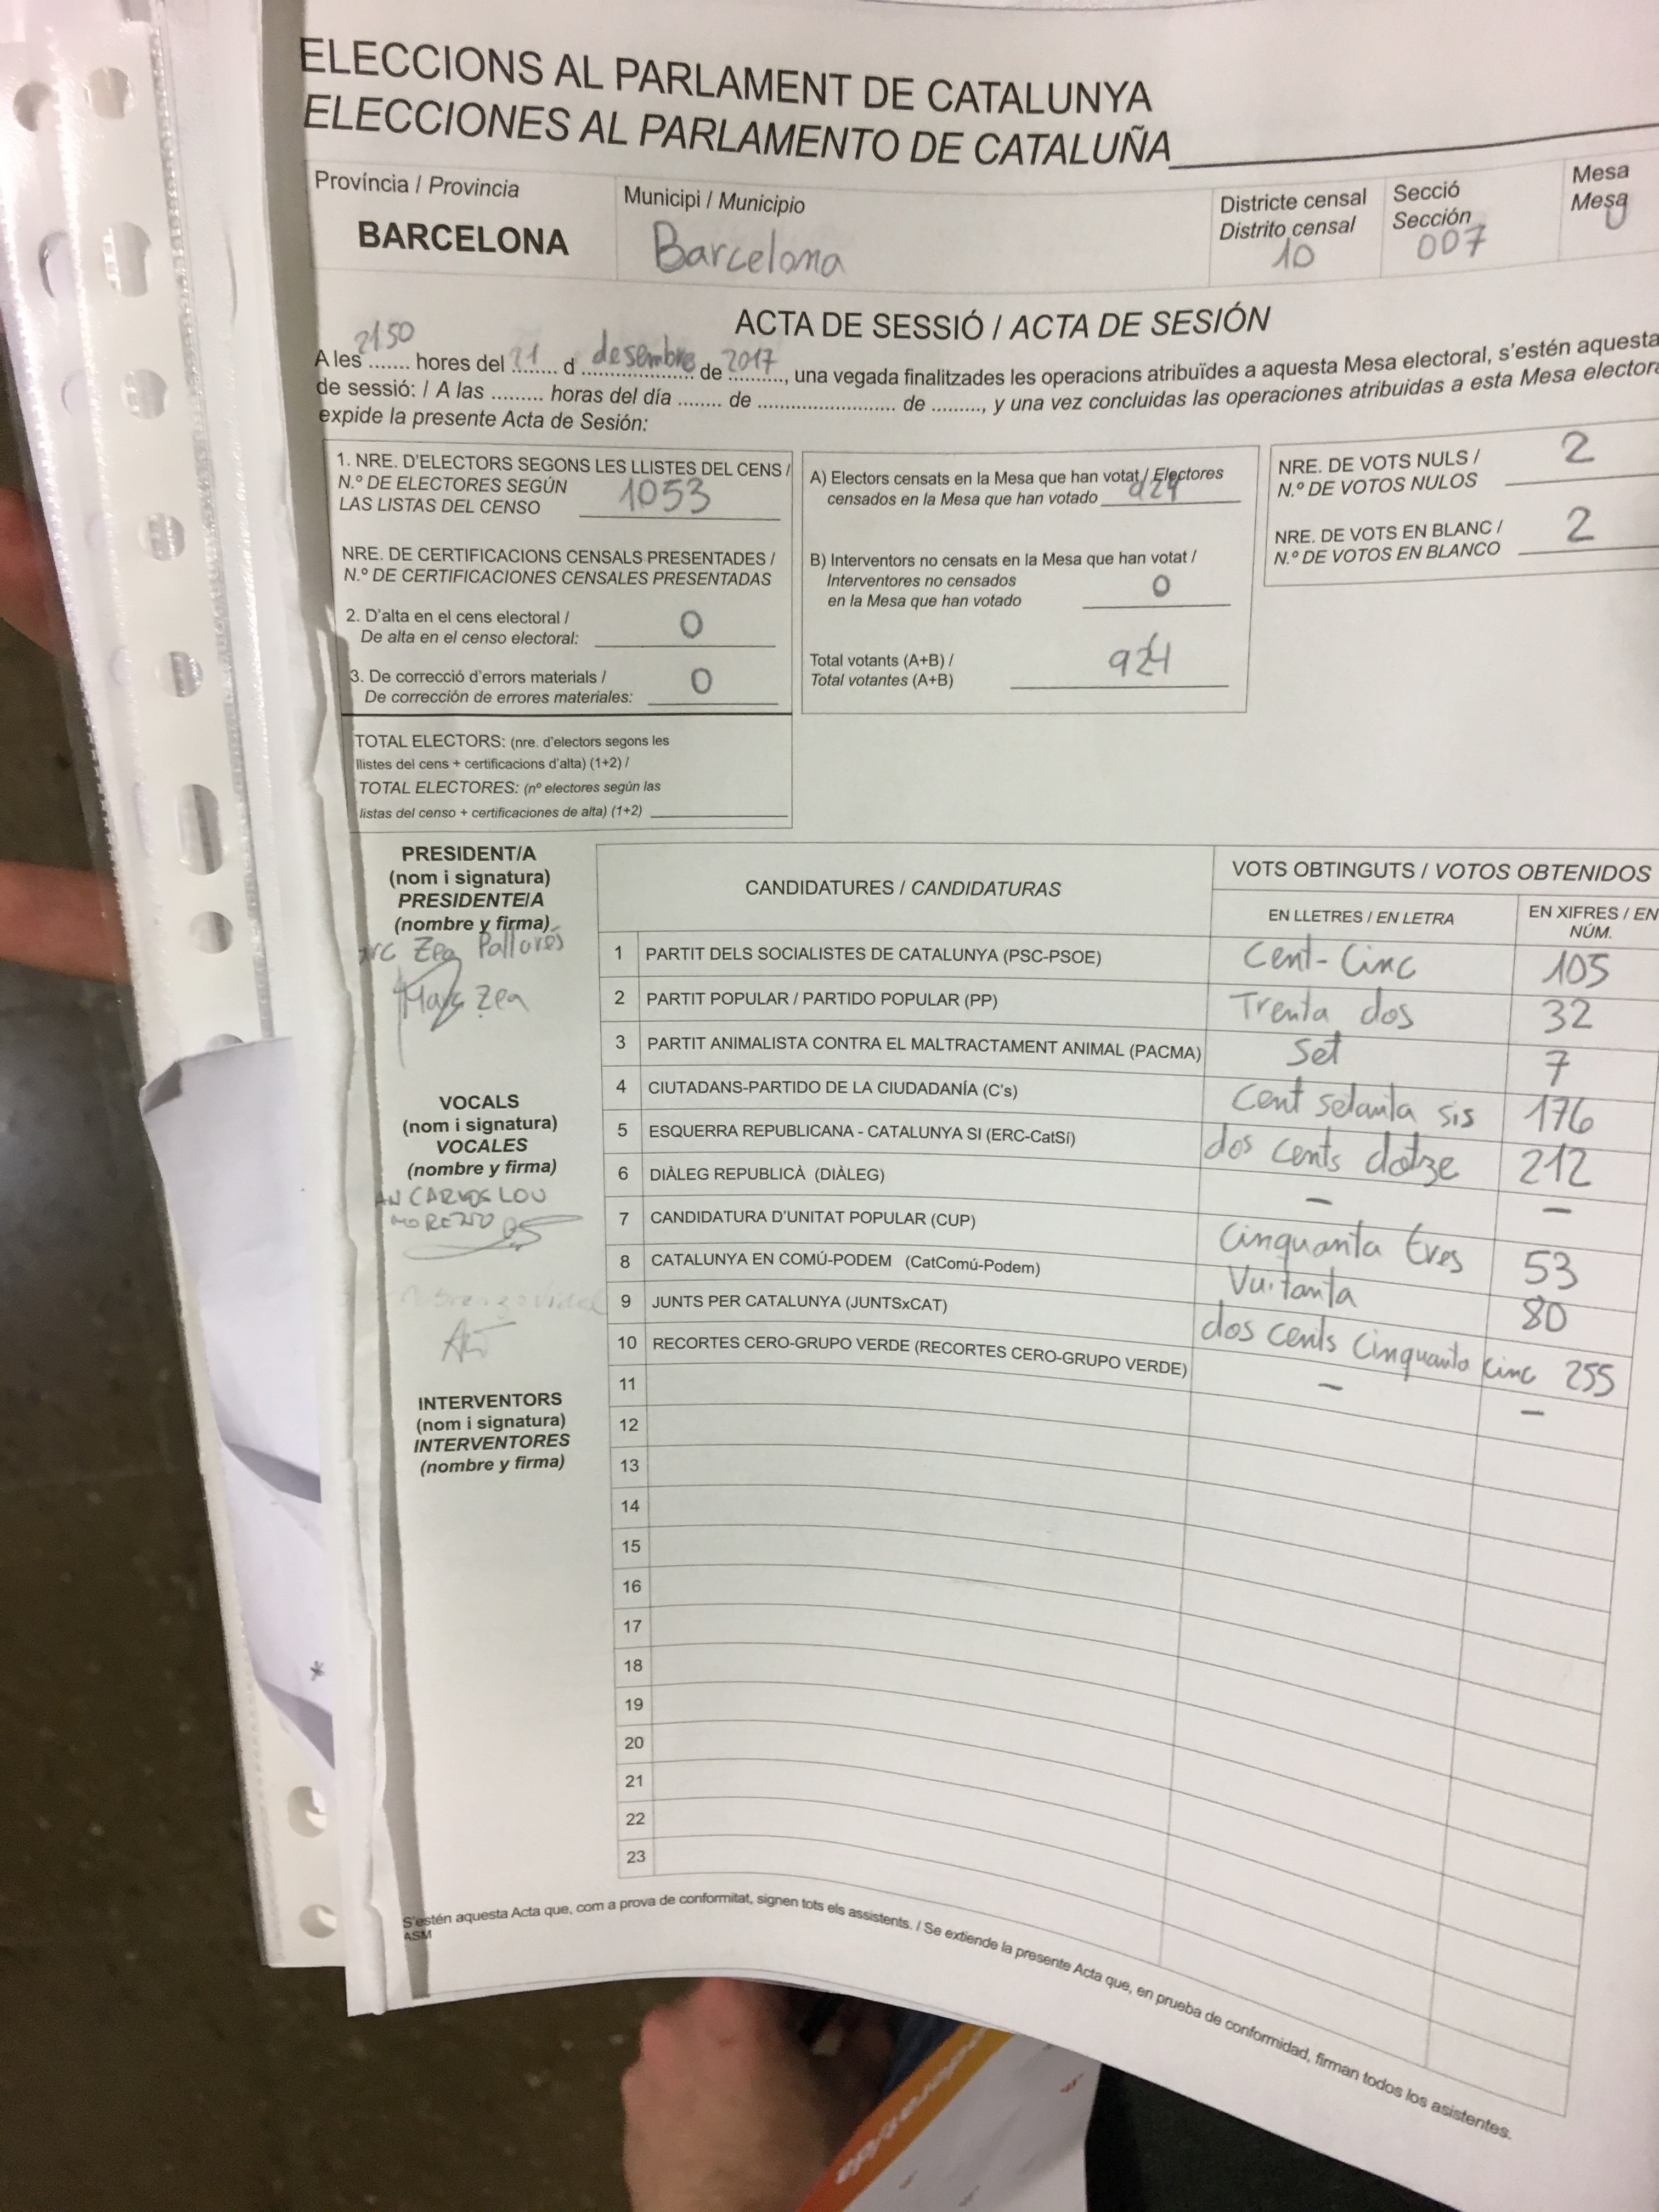 ELECCIONS AL PARLAMENT DE CATALUNYA
ELECCIONES AL PARLAMENTO DE CATALUÑA
Província / Provincia
BARCELONA
Municipi / Municipio
Barcelona
Districte censal
Distrito censal
10
Secció
Sección
007
Mesa
Mesa
U
ACTA DE SESSIÓ / ACTA DE SESIÓN
A les 2150 hores del 21 d desembre de 2017, una vegada finalitzades les operacions atribuïdes a aquesta Mesa electoral, s'estén aquesta
de sessió: / A las ......... horas del día ........ de ........................ de ........., y una vez concluidas las operaciones atribuidas a esta Mesa elector
expide la presente Acta de Sesión:
1. NRE. D'ELECTORS SEGONS LES LLISTES DEL CENS /
N.º DE ELECTORES SEGÚN
LAS LISTAS DEL CENSO 1053
NRE. DE CERTIFICACIONS CENSALS PRESENTADES /
N.º DE CERTIFICACIONES CENSALES PRESENTADAS
2. D'alta en el cens electoral /
De alta en el censo electoral: 0
3. De correcció d'errors materials /
De corrección de errores materiales: 0
TOTAL ELECTORS: (nre. d'electors segons les
llistes del cens + certificacions d'alta) (1+2) /
TOTAL ELECTORES: (nº electores según las
listas del censo + certificaciones de alta) (1+2)
A) Electors censats en la Mesa que han votat / Electores
censados en la Mesa que han votado 924
B) Interventors no censats en la Mesa que han votat /
Interventores no censados
en la Mesa que han votado 0
Total votants (A+B) /
Total votantes (A+B) 924
NRE. DE VOTS NULS /
N.º DE VOTOS NULOS 2
NRE. DE VOTS EN BLANC /
N.º DE VOTOS EN BLANCO 2
PRESIDENT/A
(nom i signatura)
PRESIDENTE/A
(nombre y firma)
rc Zea Pallarés
Marc Zea
VOCALS
(nom i signatura)
VOCALES
(nombre y firma)
AN CARLOS LOU
MORENO
INTERVENTORS
(nom i signatura)
INTERVENTORES
(nombre y firma)
CANDIDATURES / CANDIDATURAS
VOTS OBTINGUTS / VOTOS OBTENIDOS
EN LLETRES / EN LETRA
EN XIFRES / EN
NÚM.
1 PARTIT DELS SOCIALISTES DE CATALUNYA (PSC-PSOE) Cent-Cinc 105
2 PARTIT POPULAR / PARTIDO POPULAR (PP) Trenta dos 32
3 PARTIT ANIMALISTA CONTRA EL MALTRACTAMENT ANIMAL (PACMA) Set 7
4 CIUTADANS-PARTIDO DE LA CIUDADANÍA (C's) Cent setanta sis 176
5 ESQUERRA REPUBLICANA - CATALUNYA SI (ERC-CatSí) dos cents dotze 212
6 DIÀLEG REPUBLICÀ (DIÀLEG) - -
7 CANDIDATURA D'UNITAT POPULAR (CUP) Cinquanta tres 53
8 CATALUNYA EN COMÚ-PODEM (CatComú-Podem) Vuitanta 80
9 JUNTS PER CATALUNYA (JUNTSxCAT) dos cents Cinquanta cinc 255
10 RECORTES CERO-GRUPO VERDE (RECORTES CERO-GRUPO VERDE) - -
11
12
13
14
15
16
17
18
19
20
21
22
23
S'estén aquesta Acta que, com a prova de conformitat, signen tots els assistents. / Se extiende la presente Acta que, en prueba de conformidad, firman todos los asistentes.
ASM